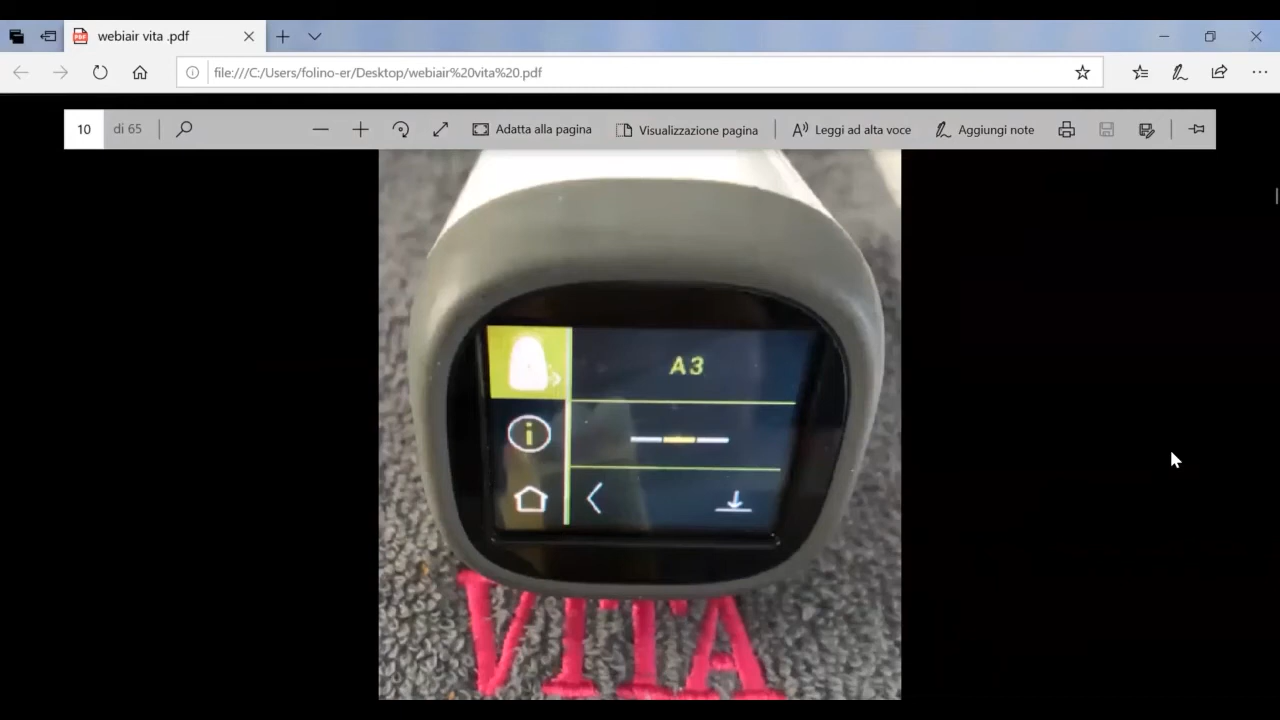 webiair vita .pdf
file:///C:/Users/folino-er/Desktop/webiair%20vita%20.pdf
10 di 65 Adatta alla pagina Visualizzazione pagina Leggi ad alta voce Aggiungi note
A3
VITA